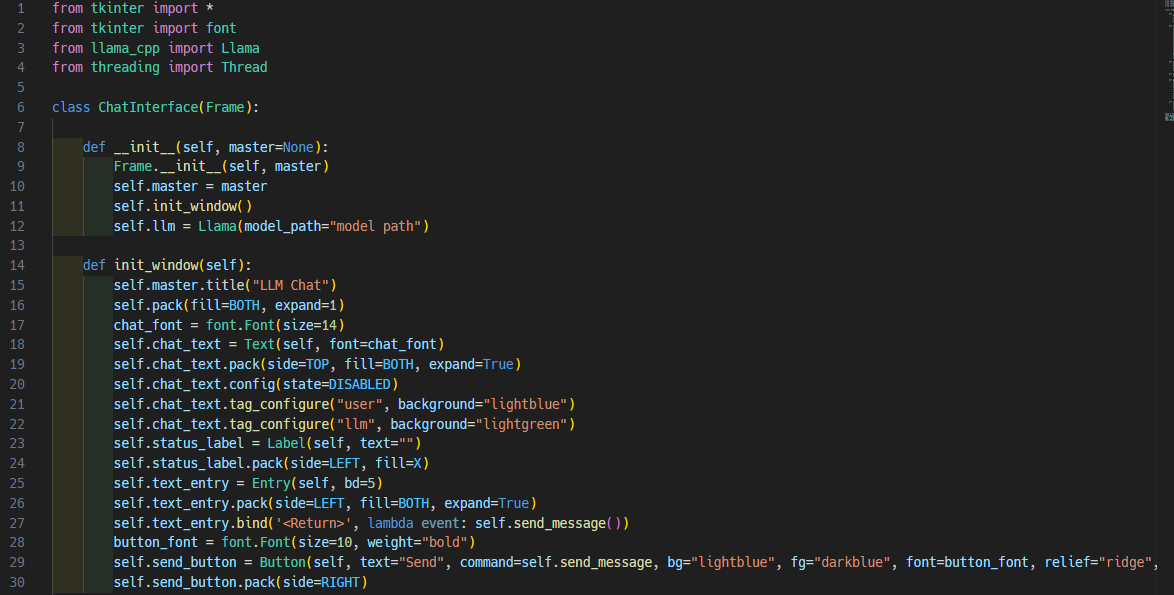 1 from tkinter import *
2 from tkinter import font
3 from llama_cpp import Llama
4 from threading import Thread
5
6 class ChatInterface(Frame):
7
8     def __init__(self, master=None):
9         Frame.__init__(self, master)
10         self.master = master
11         self.init_window()
12         self.llm = Llama(model_path="model path")
13
14     def init_window(self):
15         self.master.title("LLM Chat")
16         self.pack(fill=BOTH, expand=1)
17         chat_font = font.Font(size=14)
18         self.chat_text = Text(self, font=chat_font)
19         self.chat_text.pack(side=TOP, fill=BOTH, expand=True)
20         self.chat_text.config(state=DISABLED)
21         self.chat_text.tag_configure("user", background="lightblue")
22         self.chat_text.tag_configure("llm", background="lightgreen")
23         self.status_label = Label(self, text="")
24         self.status_label.pack(side=LEFT, fill=X)
25         self.text_entry = Entry(self, bd=5)
26         self.text_entry.pack(side=LEFT, fill=BOTH, expand=True)
27         self.text_entry.bind('<Return>', lambda event: self.send_message())
28         button_font = font.Font(size=10, weight="bold")
29         self.send_button = Button(self, text="Send", command=self.send_message, bg="lightblue", fg="darkblue", font=button_font, relief="ridge",
30         self.send_button.pack(side=RIGHT)